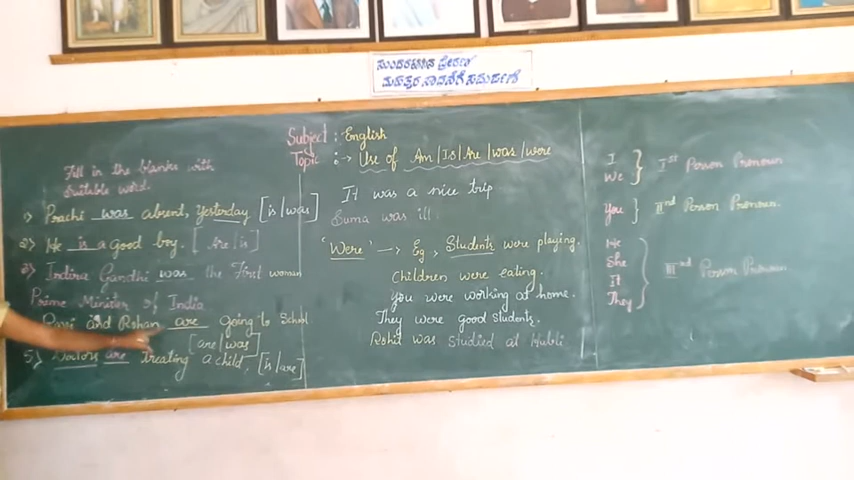 ಸುಂದರಕಾಂಡ ಪ್ರೇರಣೆ
ಸಮರ್ಪಣೆ
Subject : English
Topic :→ Use of Am|Is|Are|was|were
Fill in the blanks with
suitable word.
1) Prachi was absent, yesterday [is|was]
2) He is a good boy. [Are|is]
3) Indira Gandhi was the First woman
Prime Minister of India
and Rohan are going to School
[are|was]
5) Doctors are treating a child, [is|are]
It was a nice trip
Suma was ill.
'Were' → Eg, Students were playing.
Children were eating.
You were working at home.
They were good students.
Rohit was studied at Hubli
I
We } Ist Person Pronoun
You } IInd Person Pronoun.
He
She
It
They } IIInd Person Pronoun